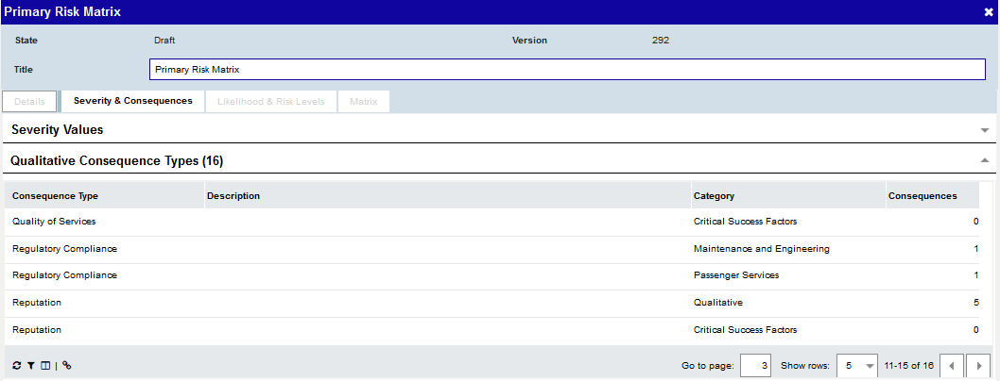 Primary Risk Matrix
State Draft Version 292
Title Primary Risk Matrix
Details Severity & Consequences Likelihood & Risk Levels Matrix
Severity Values
Qualitative Consequence Types (16)
Consequence Type Description Category Consequences
Quality of Services Critical Success Factors 0
Regulatory Compliance Maintenance and Engineering 1
Regulatory Compliance Passenger Services 1
Reputation Qualitative 5
Reputation Critical Success Factors 0
| Go to page: 3 Show rows: 5 11-15 of 16